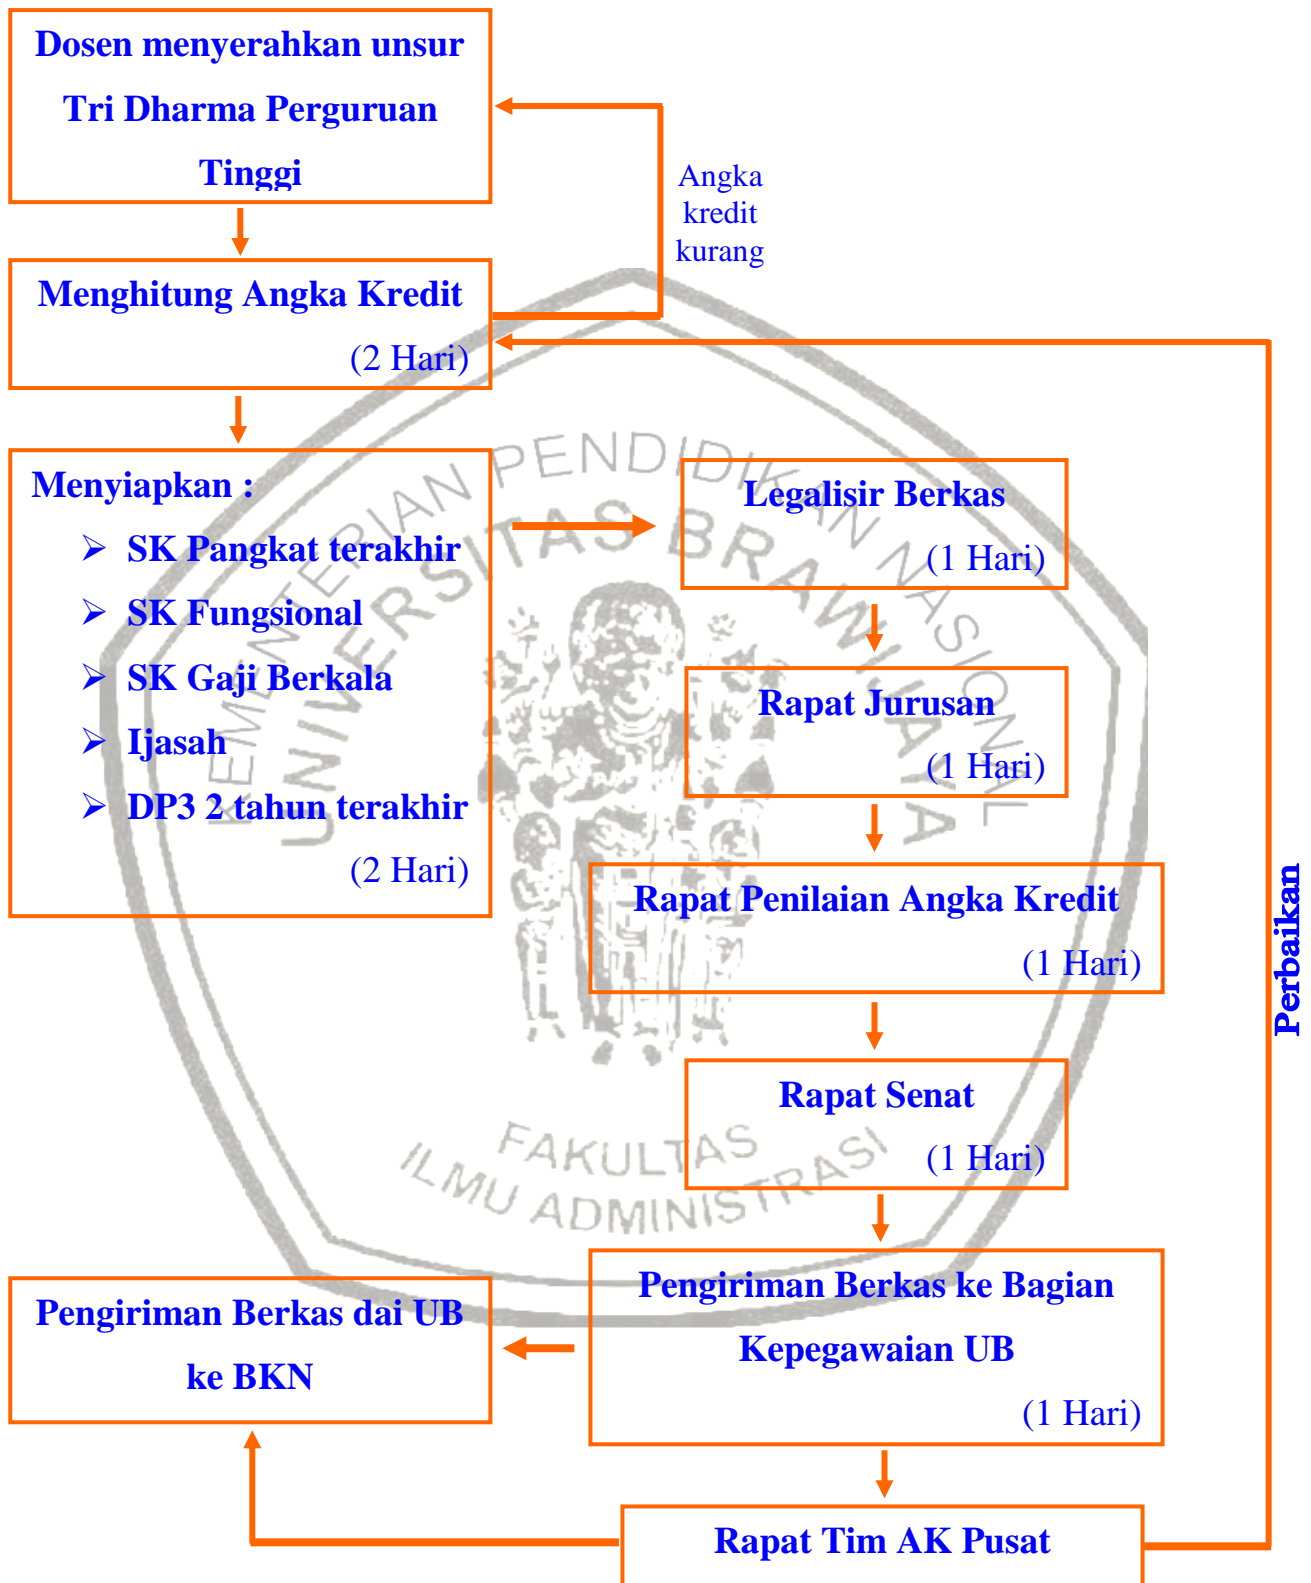 Dosen menyerahkan unsur
Tri Dharma Perguruan
Tinggi
Angka
kredit
kurang
Menghitung Angka Kredit
(2 Hari)
Menyiapkan :
➢ SK Pangkat terakhir
➢ SK Fungsional
➢ SK Gaji Berkala
➢ Ijasah
➢ DP3 2 tahun terakhir
(2 Hari)
Legalisir Berkas
(1 Hari)
Rapat Jurusan
(1 Hari)
Rapat Penilaian Angka Kredit
(1 Hari)
Rapat Senat
(1 Hari)
Pengiriman Berkas ke Bagian
Kepegawaian UB
(1 Hari)
Pengiriman Berkas dai UB
ke BKN
Rapat Tim AK Pusat
Perbaikan
KEMENTERIAN PENDIDIKAN NASIONAL
UNIVERSITAS BRAWIJAYA
FAKULTAS
ILMU ADMINISTRASI